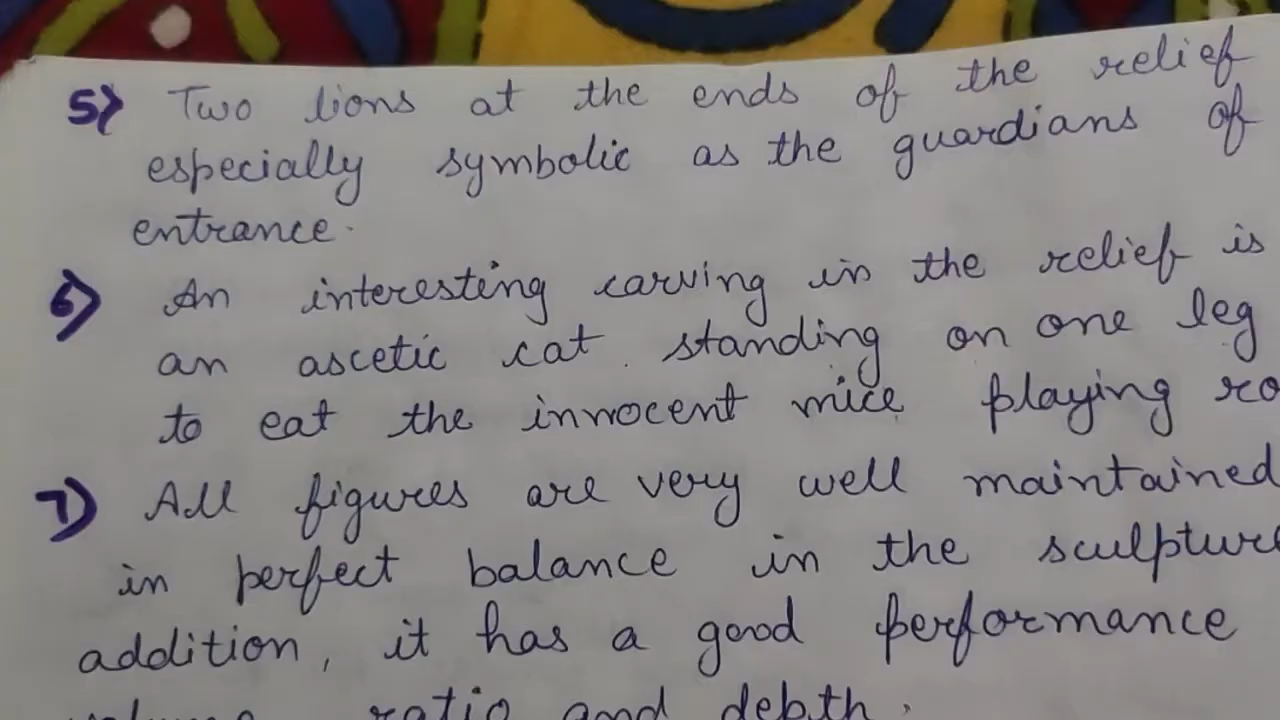 5) Two lions at the ends of the relief
especially symbolic as the guardians of
entrance.
6) An interesting carving in the relief is
an ascetic cat standing on one leg
to eat the innocent mice playing
7) All figures are very well maintained
in perfect balance in the sculpture
addition, it has a good performance
ratio and debth.